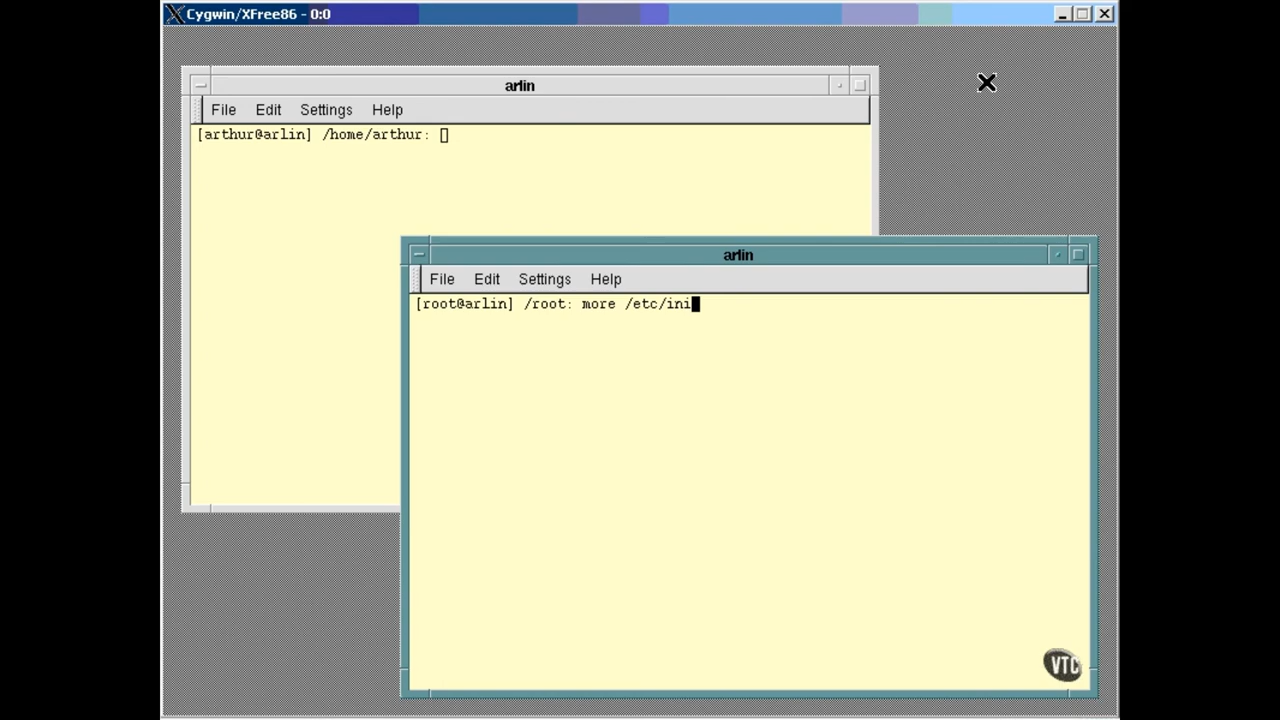 Cygwin/XFree86 - 0:0
arlin
File Edit Settings Help
[arthur@arlin] /home/arthur:
arlin
File Edit Settings Help
[root@arlin] /root: more /etc/ini
VTC